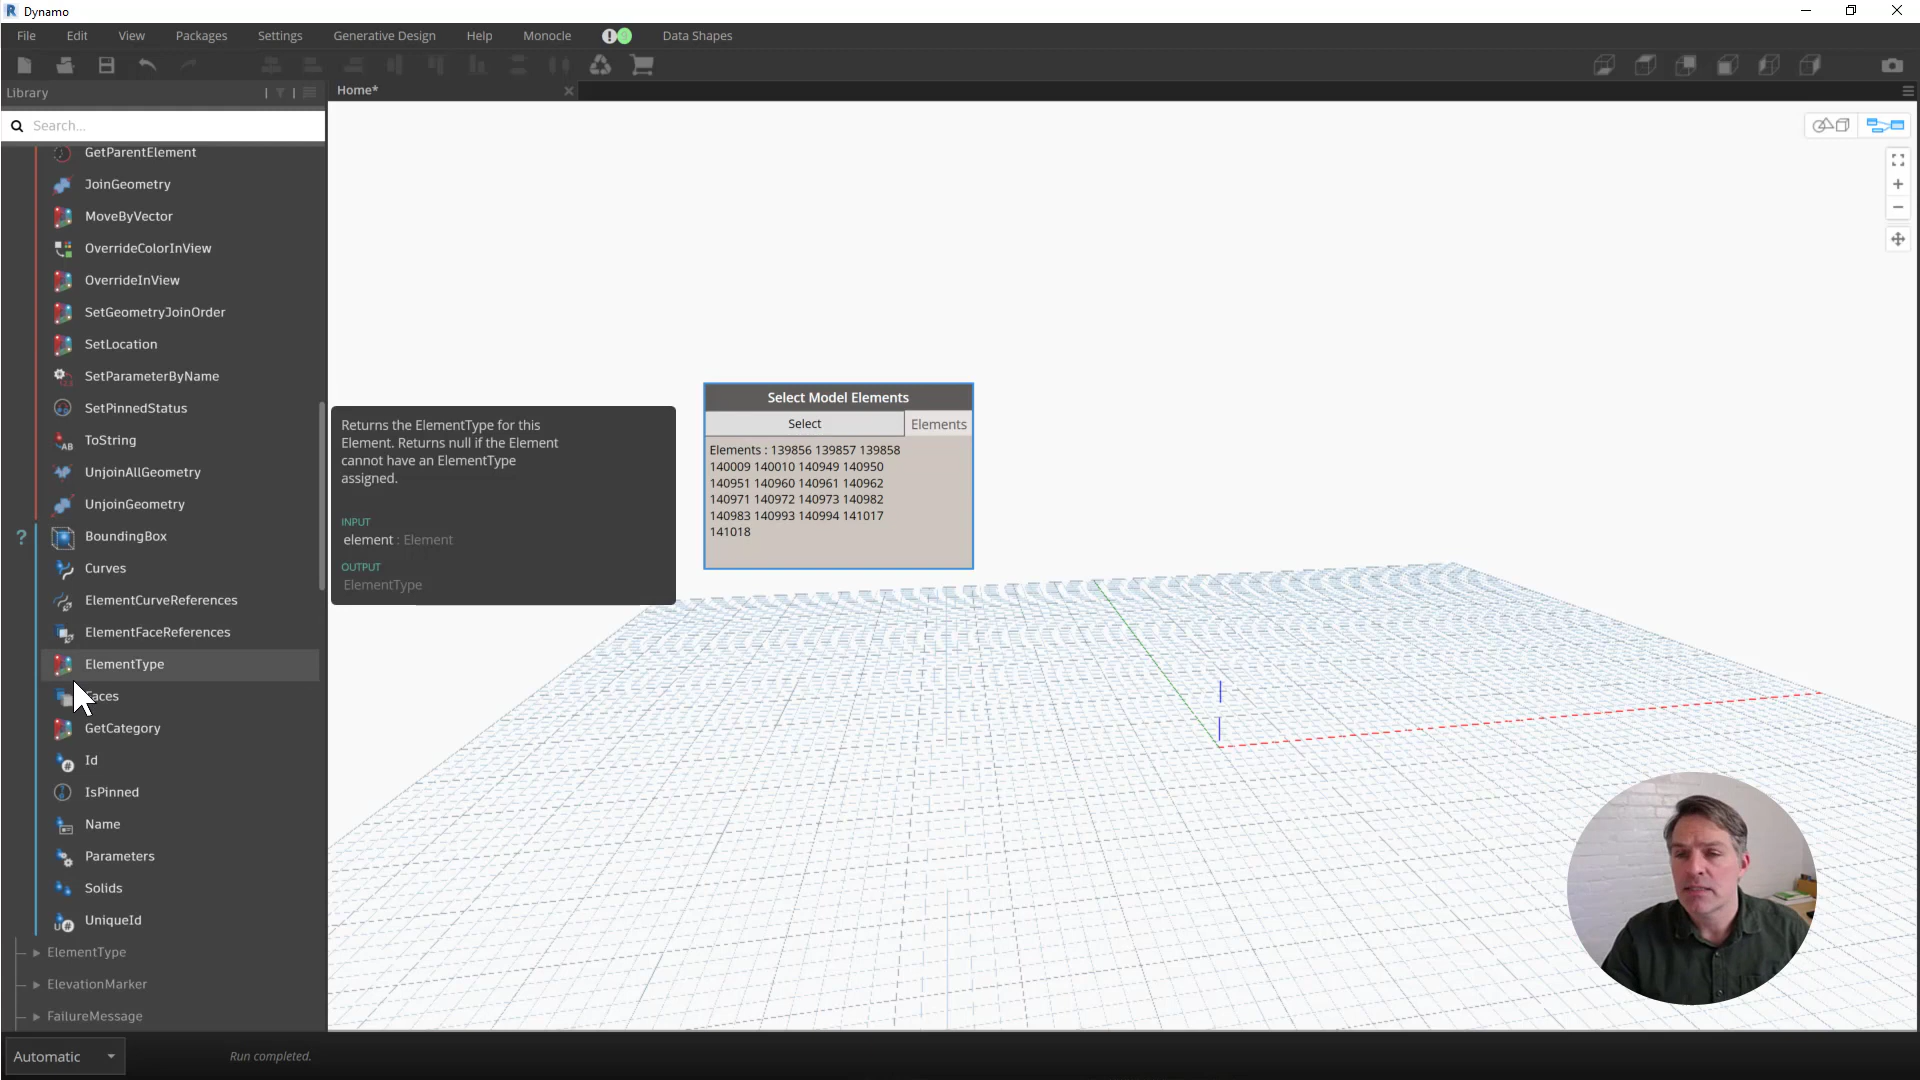 Dynamo
File Edit View Packages Settings Generative Design Help Monocle Data Shapes
Library
Home*
Search...
GetParentElement
JoinGeometry
MoveByVector
OverrideColorInView
OverrideInView
SetGeometryJoinOrder
SetLocation
SetParameterByName
SetPinnedStatus
ToString
UnjoinAllGeometry
UnjoinGeometry
BoundingBox
Curves
ElementCurveReferences
ElementFaceReferences
ElementType
Faces
GetCategory
Id
IsPinned
Name
Parameters
Solids
UniqueId
ElementType
ElevationMarker
FailureMessage
Returns the ElementType for this
Element. Returns null if the Element
cannot have an ElementType
assigned.
INPUT
element : Element
OUTPUT
ElementType
Select Model Elements
Select Elements
Elements : 139856 139857 139858
140009 140010 140949 140950
140951 140960 140961 140962
140971 140972 140973 140982
140983 140993 140994 141017
141018
Automatic
Run completed.